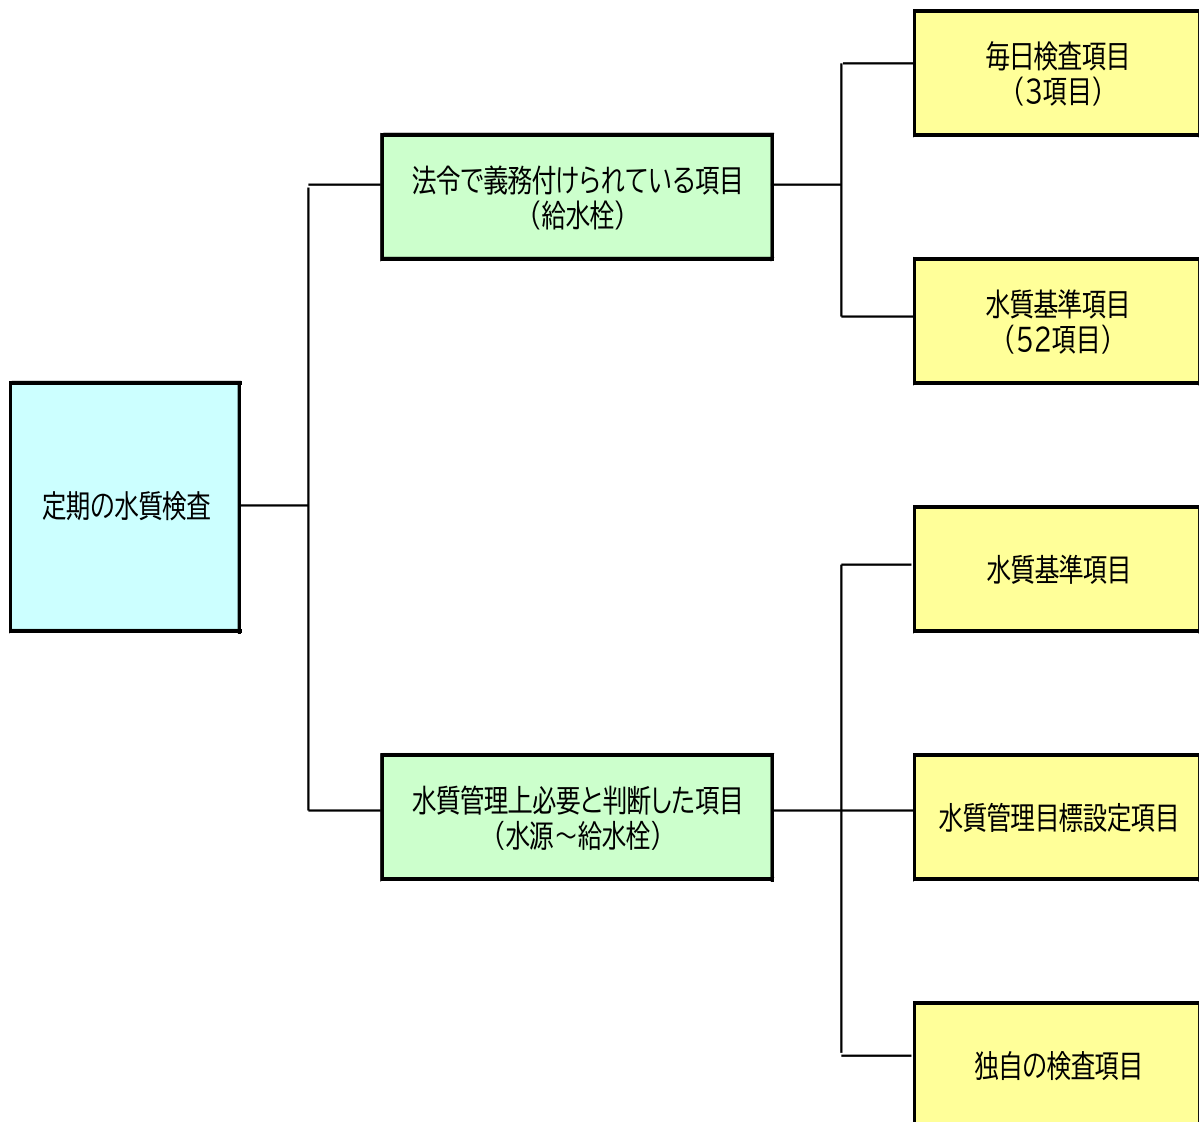 定期の水質検査
法令で義務付けられている項目
（給水栓）
毎日検査項目
（3項目）
水質基準項目
（52項目）
水質管理上必要と判断した項目
（水源～給水栓）
水質基準項目
水質管理目標設定項目
独自の検査項目